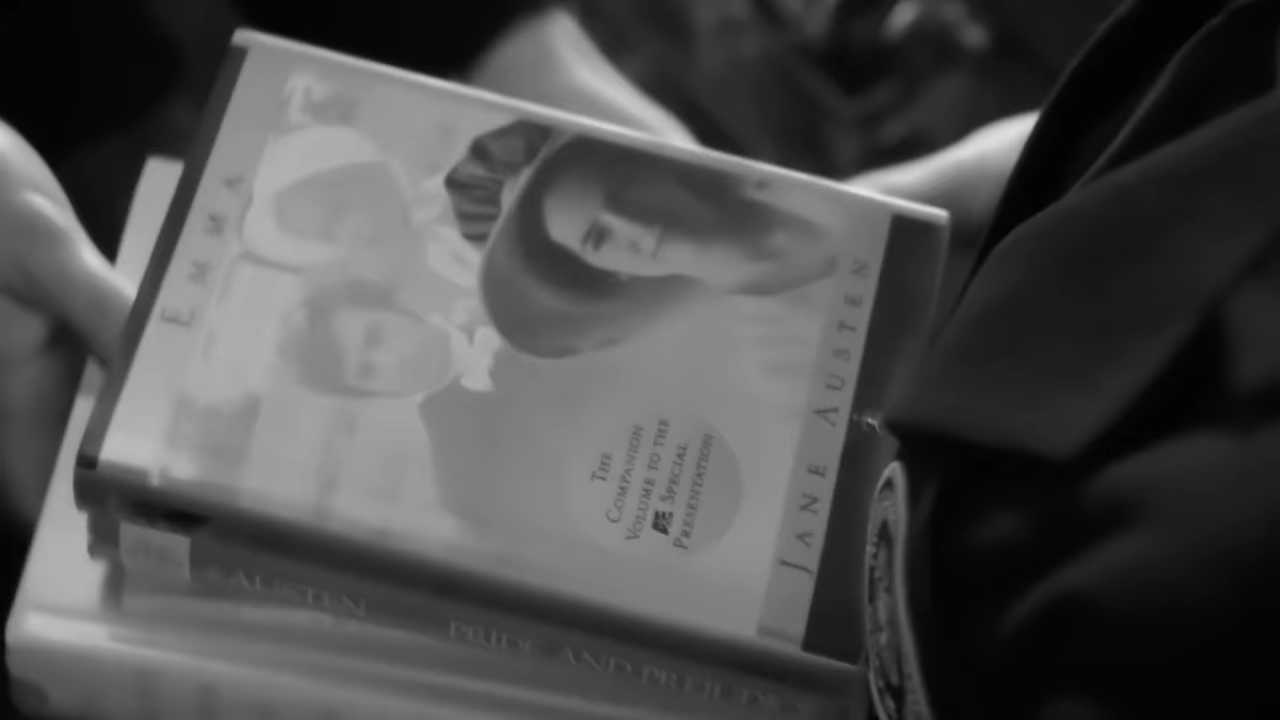 EMMA
JANE AUSTEN
THE
COMPANION
VOLUME TO THE
A&E SPECIAL
PRESENTATION
AUSTEN PRIDE AND PREJUDICE